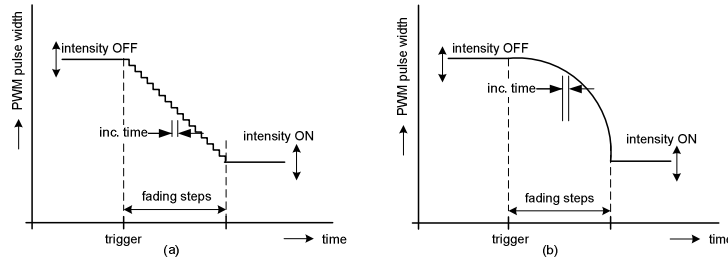 PWM pulse width
intensity OFF
inc. time
intensity ON
fading steps
trigger
time
(a)
PWM pulse width
intensity OFF
inc. time
intensity ON
fading steps
trigger
time
(b)